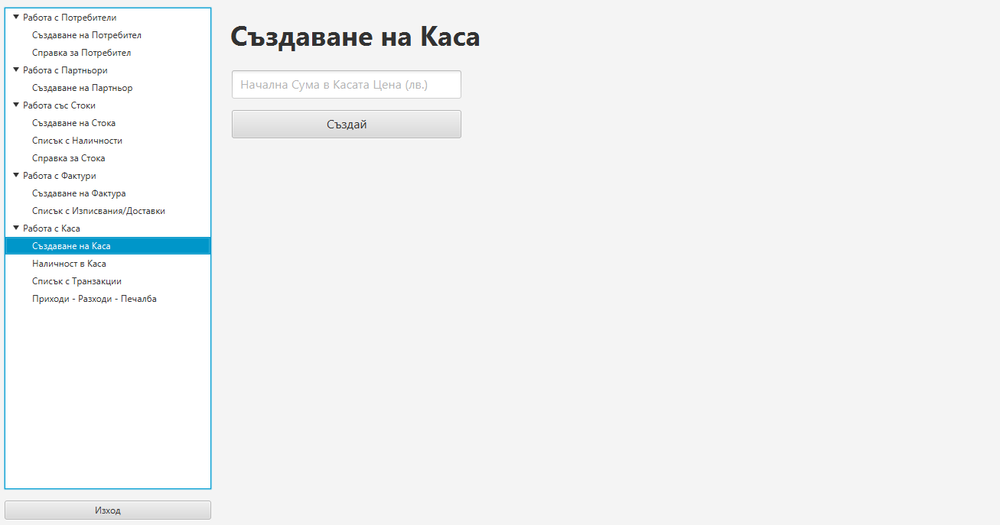 Работа с Потребители
Създаване на Потребител
Справка за Потребител
Работа с Партньори
Създаване на Партньор
Работа със Стоки
Създаване на Стока
Списък с Наличности
Справка за Стока
Работа с Фактури
Създаване на Фактура
Списък с Изписвания/Доставки
Работа с Каса
Създаване на Каса
Наличност в Каса
Списък с Транзакции
Приходи - Разходи - Печалба
Изход
Създаване на Каса
Начална Сума в Касата Цена (лв.)
Създай